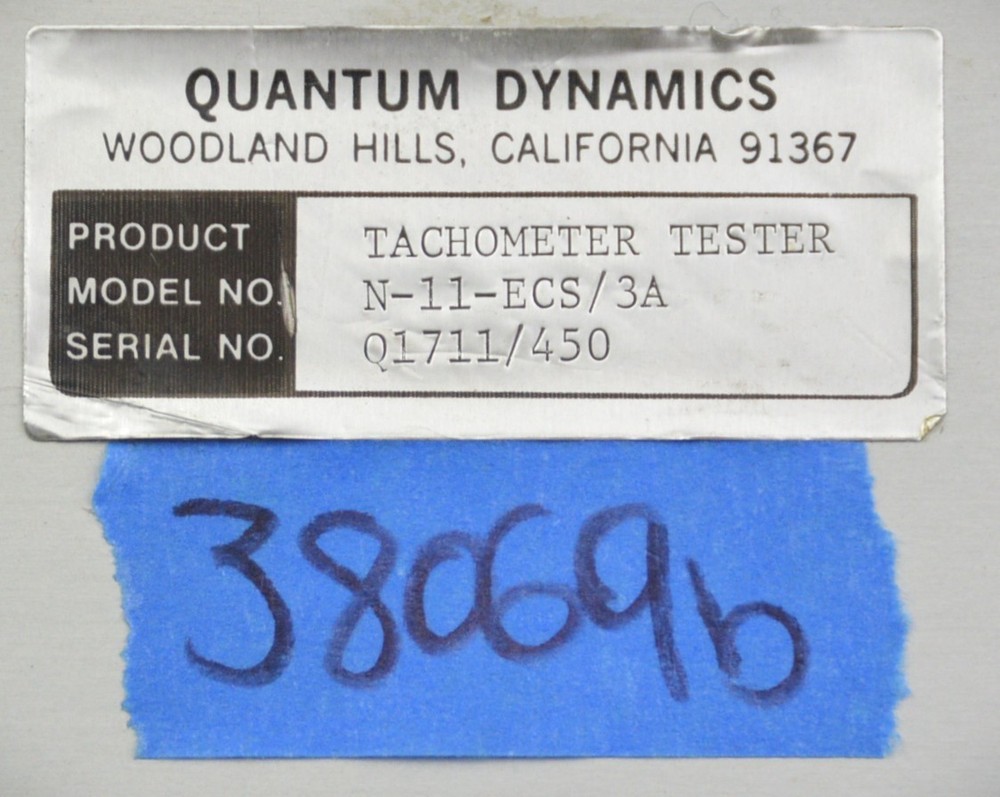 QUANTUM DYNAMICS
WOODLAND HILLS, CALIFORNIA 91367
PRODUCT TACHOMETER TESTER
MODEL NO. N-11-ECS/3A
SERIAL NO. Q1711/450
38069b